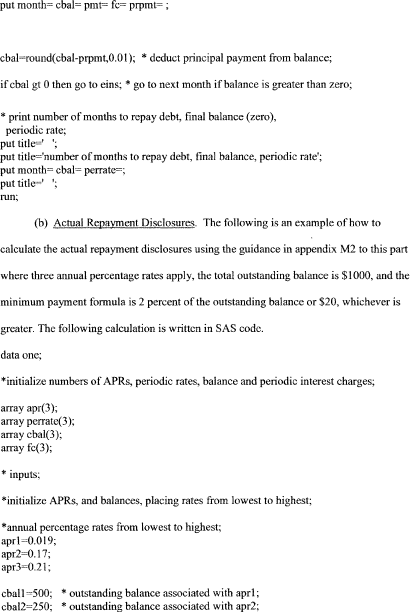 put month= cbal= pmt= fc= prpmt= ;
cbal=round(cbal-prpmt,0.01);  * deduct principal payment from balance;
if cbal gt 0 then go to eins; * go to next month if balance is greater than zero;
* print number of months to repay debt, final balance (zero),
periodic rate;
put title='  ';
put title='number of months to repay debt, final balance, periodic rate';
put month= cbal= perrate=;
put title='  ';
run;
(b)  Actual Repayment Disclosures.  The following is an example of how to
calculate the actual repayment disclosures using the guidance in appendix M2 to this part
where three annual percentage rates apply, the total outstanding balance is $1000, and the
minimum payment formula is 2 percent of the outstanding balance or $20, whichever is
greater. The following calculation is written in SAS code.
data one;
*initialize numbers of APRs, periodic rates, balance and periodic interest charges;
array apr(3);
array perrate(3);
array cbal(3);
array fc(3);
* inputs;
*initialize APRs, and balances, placing rates from lowest to highest;
*annual percentage rates from lowest to highest;
apr1=0.019;
apr2=0.17;
apr3=0.21;
cbal1=500;  * outstanding balance associated with apr1;
cbal2=250;  * outstanding balance associated with apr2;